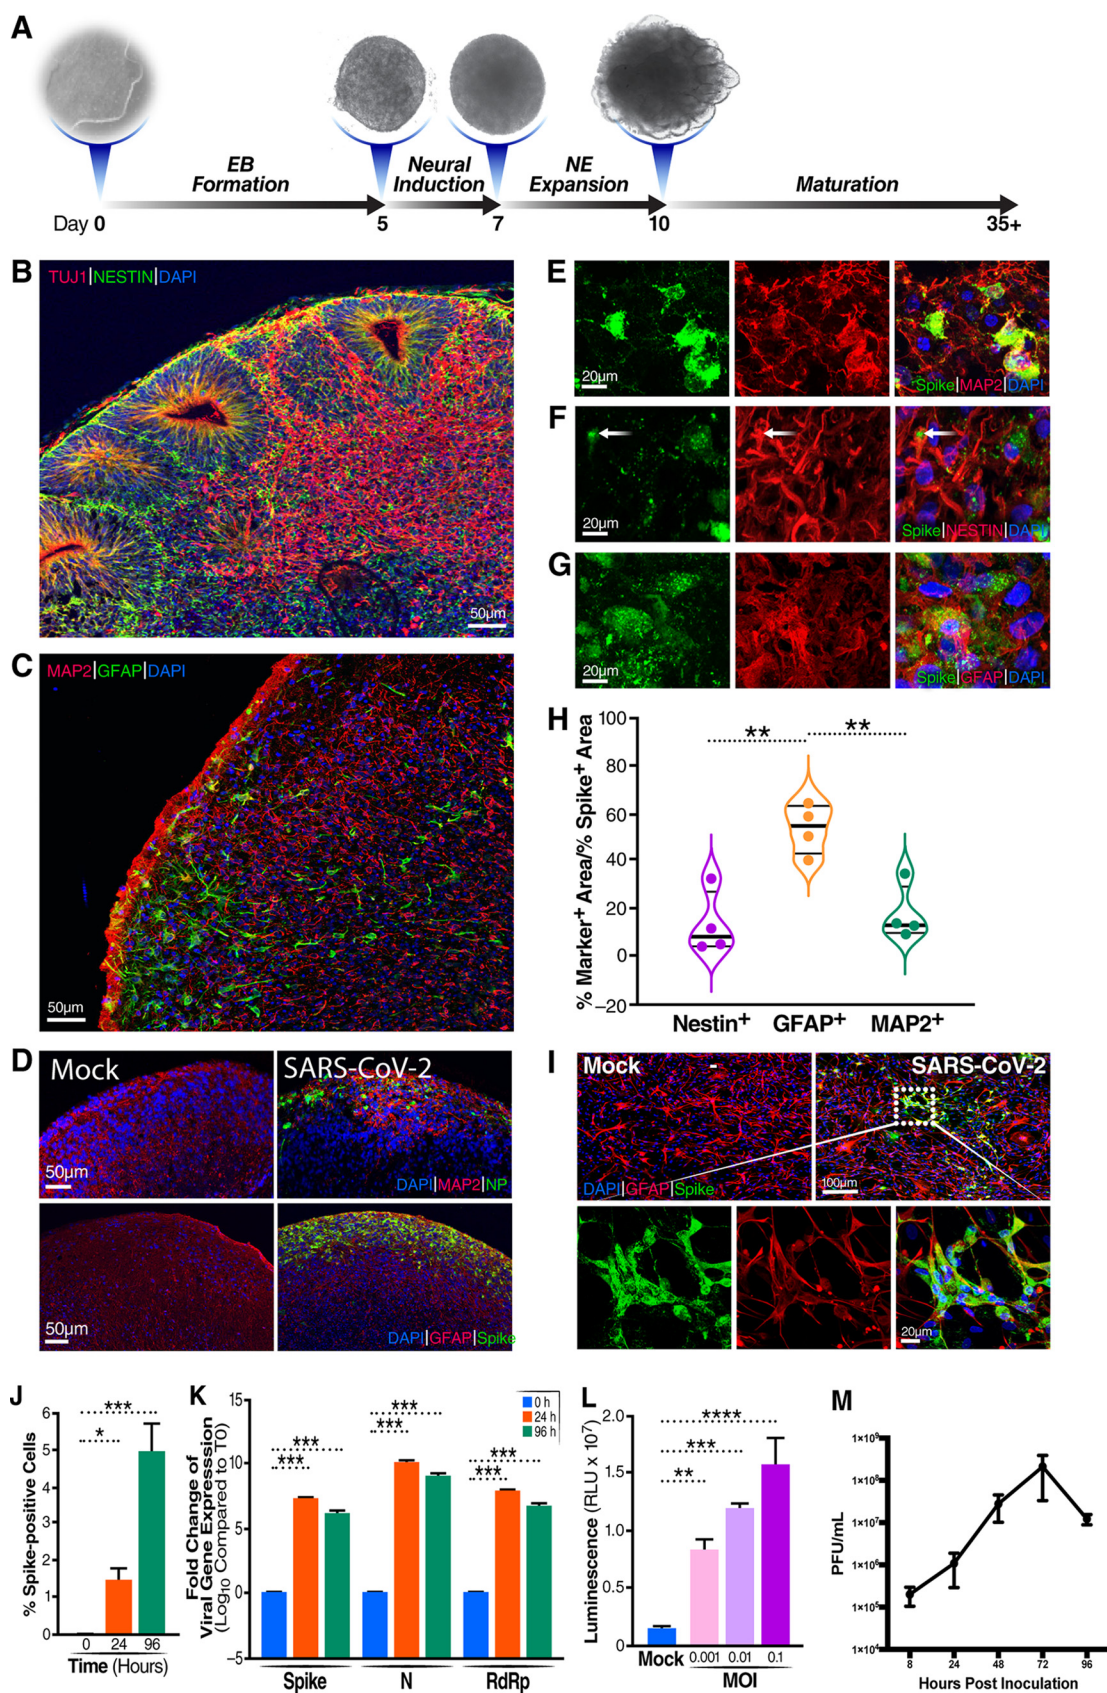 A
EB
Formation
Neural
Induction
NE
Expansion
Maturation
Day 0
5
7
10
35+
B
TUJ1|NESTIN|DAPI
50µm
C
MAP2|GFAP|DAPI
50µm
D
Mock
SARS-CoV-2
50µm
DAPI|MAP2|NP
50µm
DAPI|GFAP|Spike
E
20µm
Spike|MAP2|DAPI
F
20µm
Spike|NESTIN|DAPI
G
20µm
Spike|GFAP|DAPI
H
% Marker+ Area/% Spike+ Area
100
80
60
40
20
0
−20
**
**
Nestin+
GFAP+
MAP2+
I
Mock
-
SARS-CoV-2
DAPI|GFAP|Spike
100µm
20µm
J
% Spike-positive Cells
6
5
4
3
2
1
0
***
*
0
24
96
Time (Hours)
K
Fold Change of
Viral Gene Expresssion
(Log10 Compared to T0)
15
10
5
0
−5
0 h
24 h
96 h
***
***
***
***
***
***
Spike
N
RdRp
L
Luminescence (RLU x 10⁷)
2.0
1.5
1.0
0.5
0
****
***
**
Mock
0.001
0.01
0.1
MOI
M
PFU/mL
1×10⁹
1×10⁸
1×10⁷
1×10⁶
1×10⁵
1×10⁴
8
24
48
72
96
Hours Post Inoculation